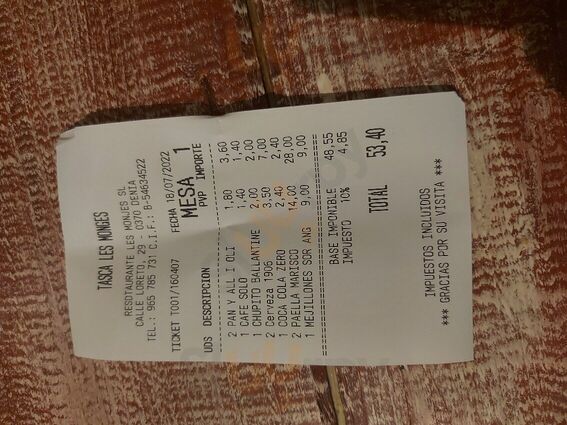 TASCA LES MONGES
RESDTAURANTE LES MONJES SL
CALLE LORETO, 29 - 0370 DENIA
TEL.: 965 785 731 C.I.F.: B-54634522
TICKET T001/160407 FECHA 18/07/2022
MESA 1
UDS DESCRIPCION PVP IMPORTE
2 PAN Y ALL I OLI 1,80 3,60
1 CAFE SOLO 1,40 1,40
1 CHUPITO BALLANTINE 2,00 2,00
2 Cerveza 1906 3,50 7,00
1 COCA COLA ZERO 2,40 2,40
2 PAELLA MARISCO 14,00 28,00
1 MEJILLONES SOR ANG 9,00 9,00
BASE IMPONIBLE 48,55
IMPUESTO 10% 4,85
TOTAL 53,40
IMPUESTOS INCLUIDOS
*** GRACIAS POR SU VISITA ***